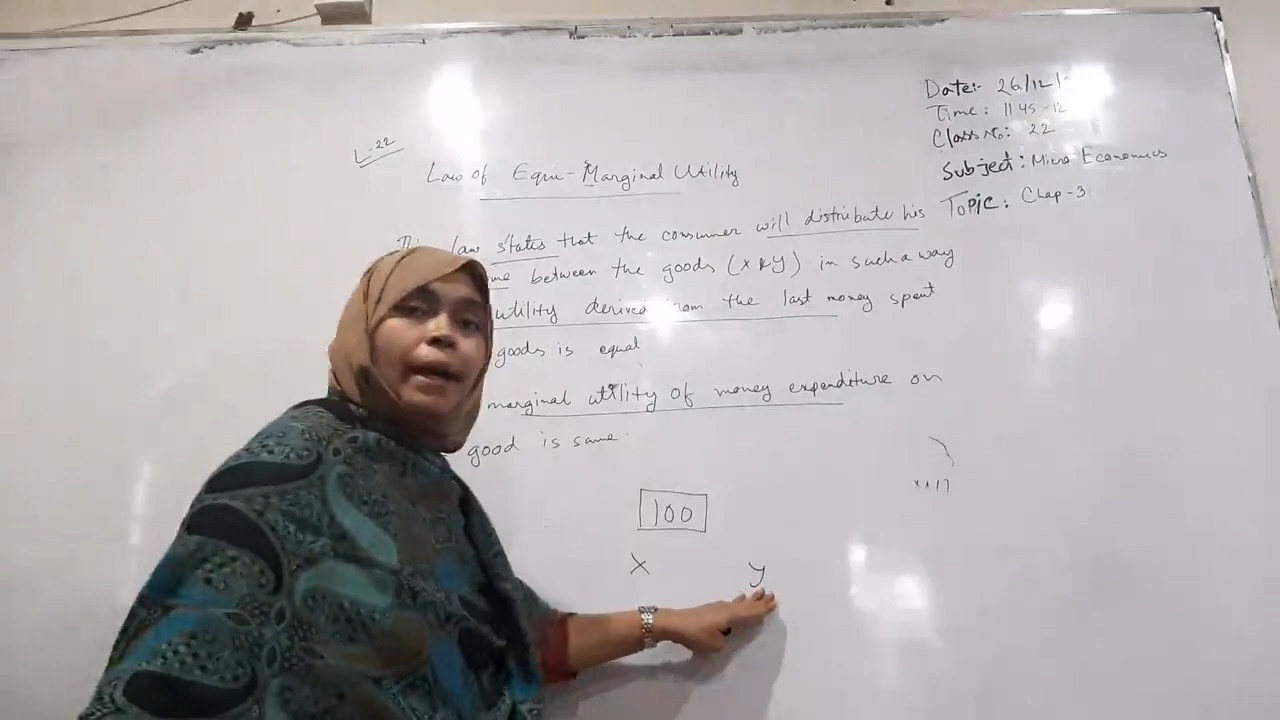 Date:- 26/12/
Time: 11 45-12
Class No: 22
Subject: Micro Economics
Topic: Chap-3
L-22
Law of Equi-Marginal Utility
law states that the consumer will distribute his
me between the goods (x & y) in such a way
utility derived from the last money spent
goods is equal
marginal utility of money expenditure on
good is same.
100
x y